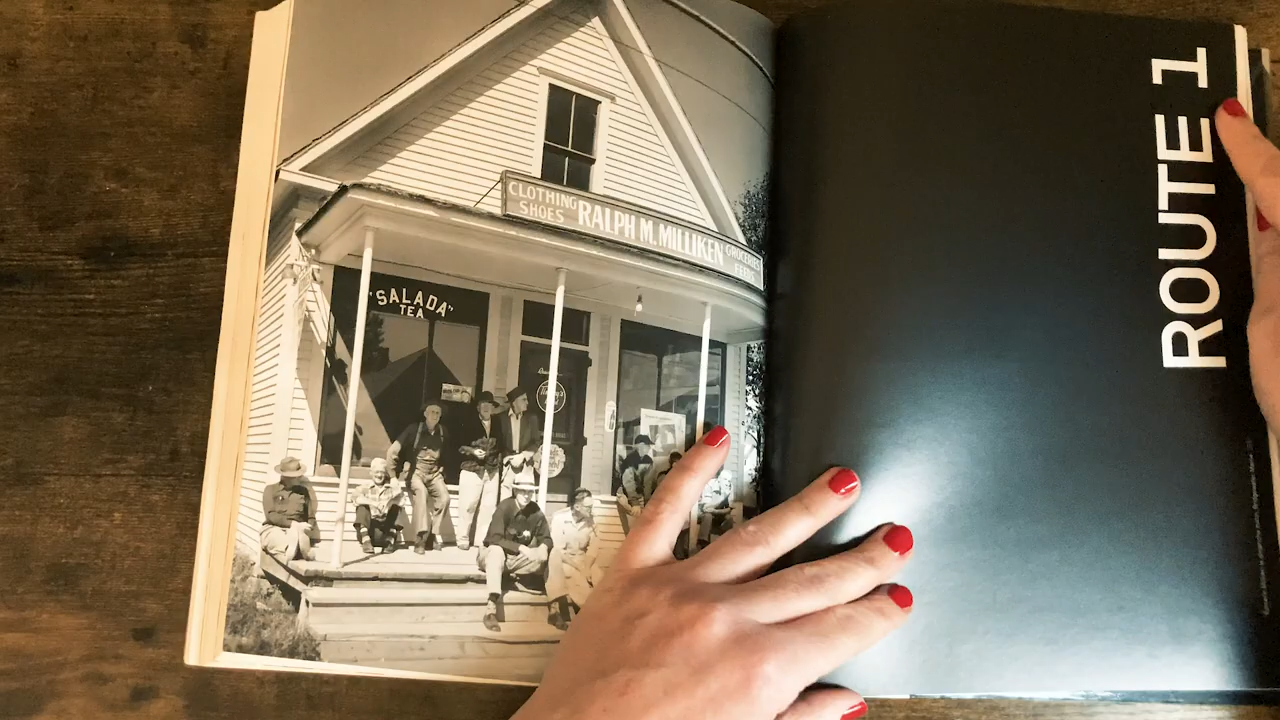 CLOTHING
SHOES
RALPH M. MILLIKEN
GROCERIES
FEEDS
"SALADA"
TEA
ROUTE 1